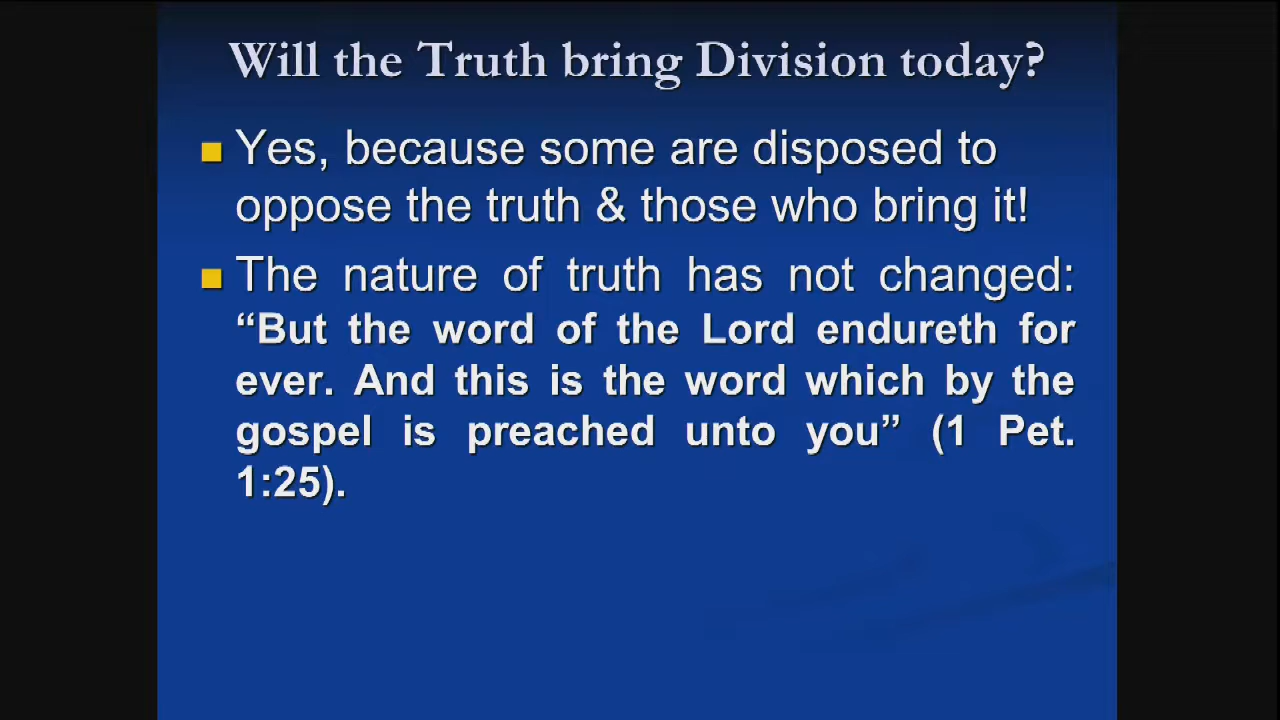 Will the Truth bring Division today?
Yes, because some are disposed to
oppose the truth & those who bring it!
The nature of truth has not changed:
“But the word of the Lord endureth for
ever. And this is the word which by the
gospel is preached unto you” (1 Pet.
1:25).